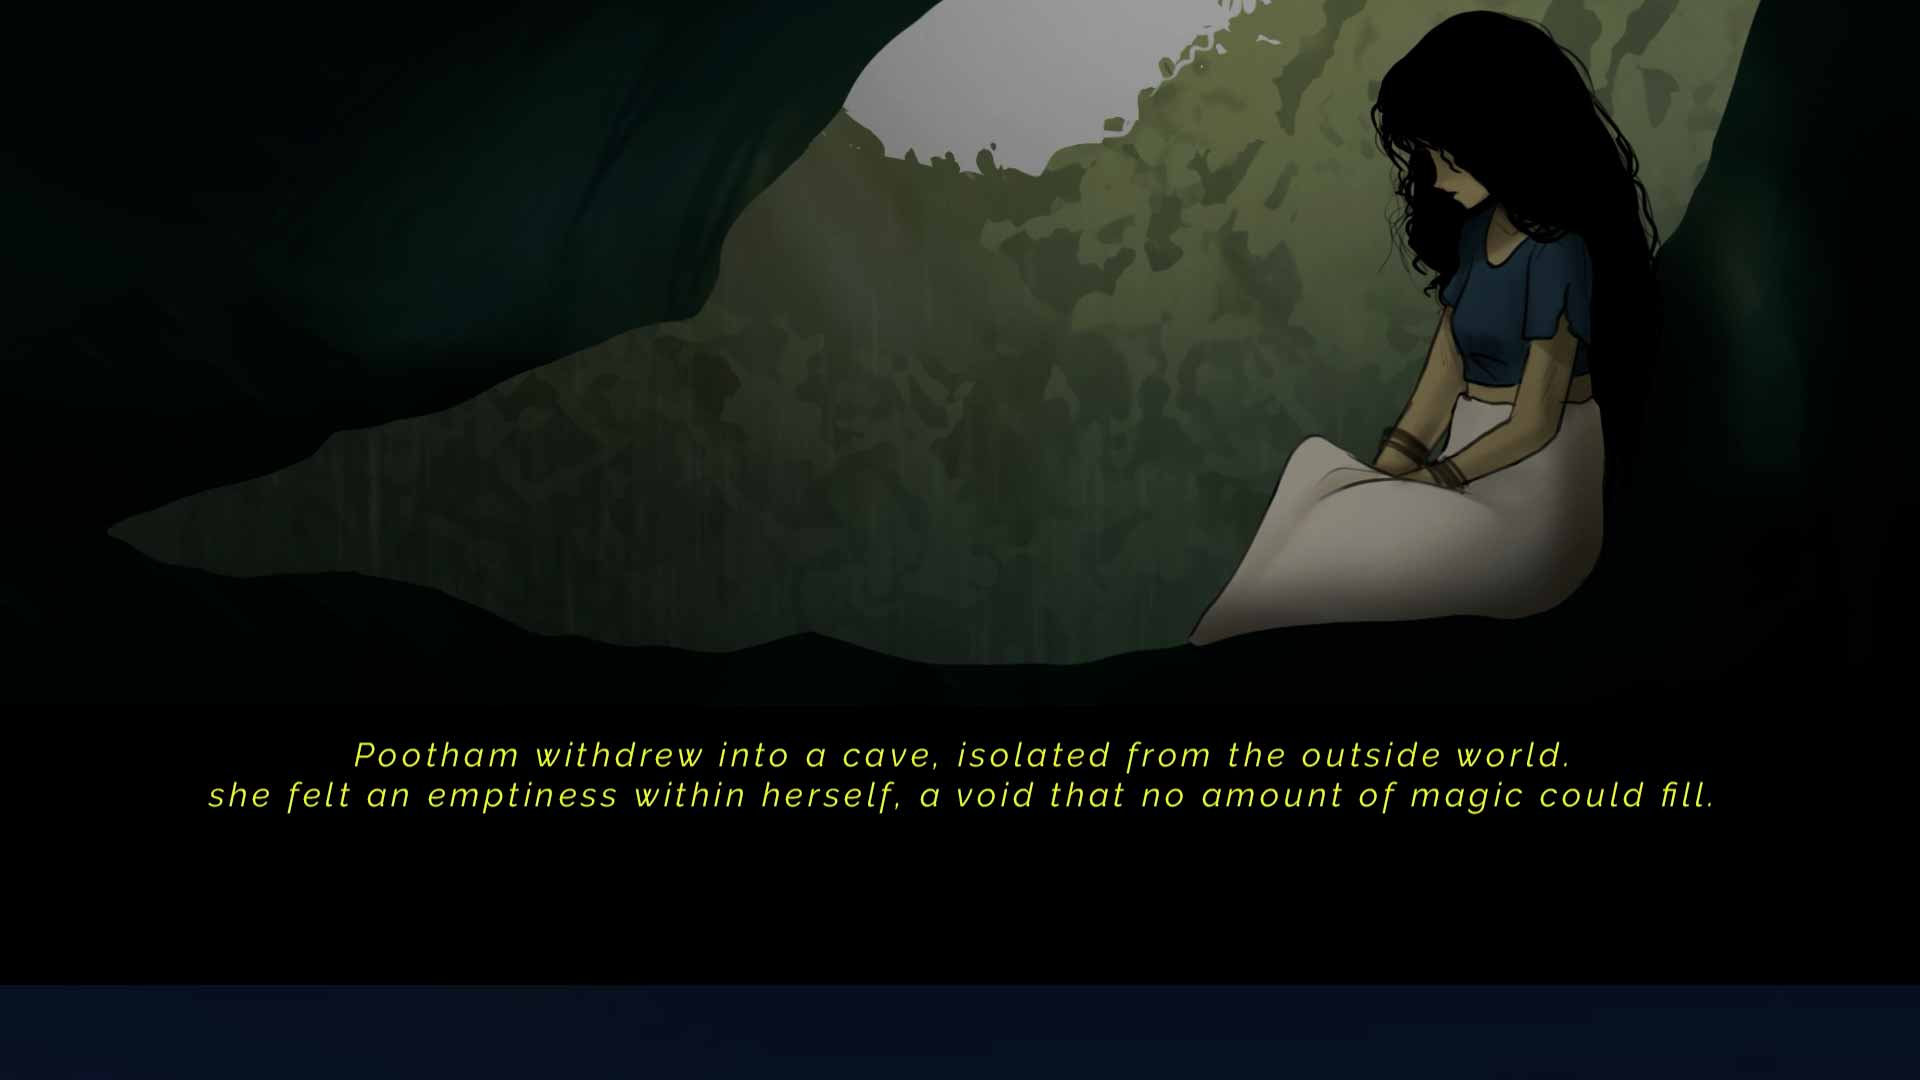 Pootham withdrew into a cave, isolated from the outside world.
she felt an emptiness within herself, a void that no amount of magic could fill.